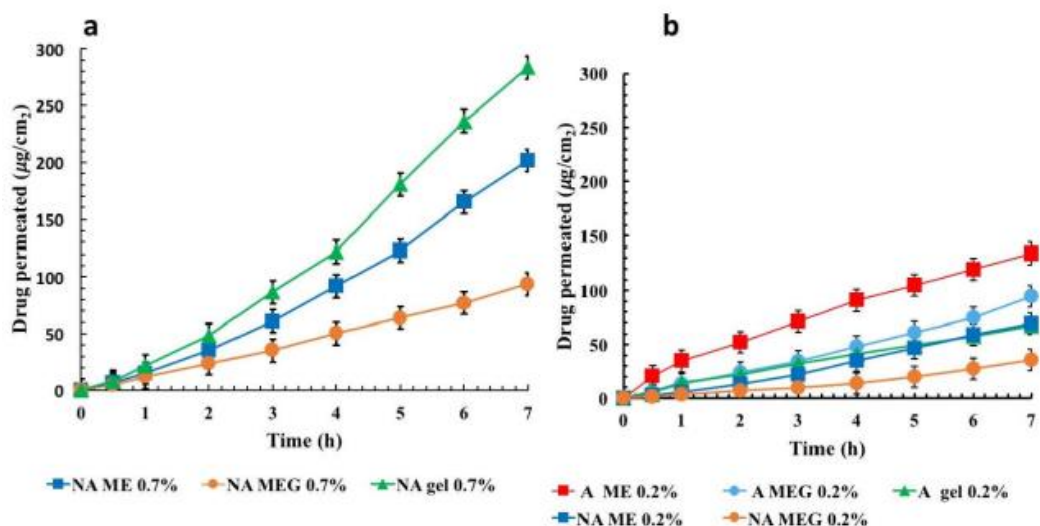 a
Drug permeated (µg/cm₂)
300
250
200
150
100
50
0
0 1 2 3 4 5 6 7
Time (h)
NA ME 0.7% NA MEG 0.7% NA gel 0.7%
b
Drug permeated (µg/cm₂)
300
250
200
150
100
50
0
0 1 2 3 4 5 6 7
Time (h)
A ME 0.2% A MEG 0.2% A gel 0.2%
NA ME 0.2% NA MEG 0.2%